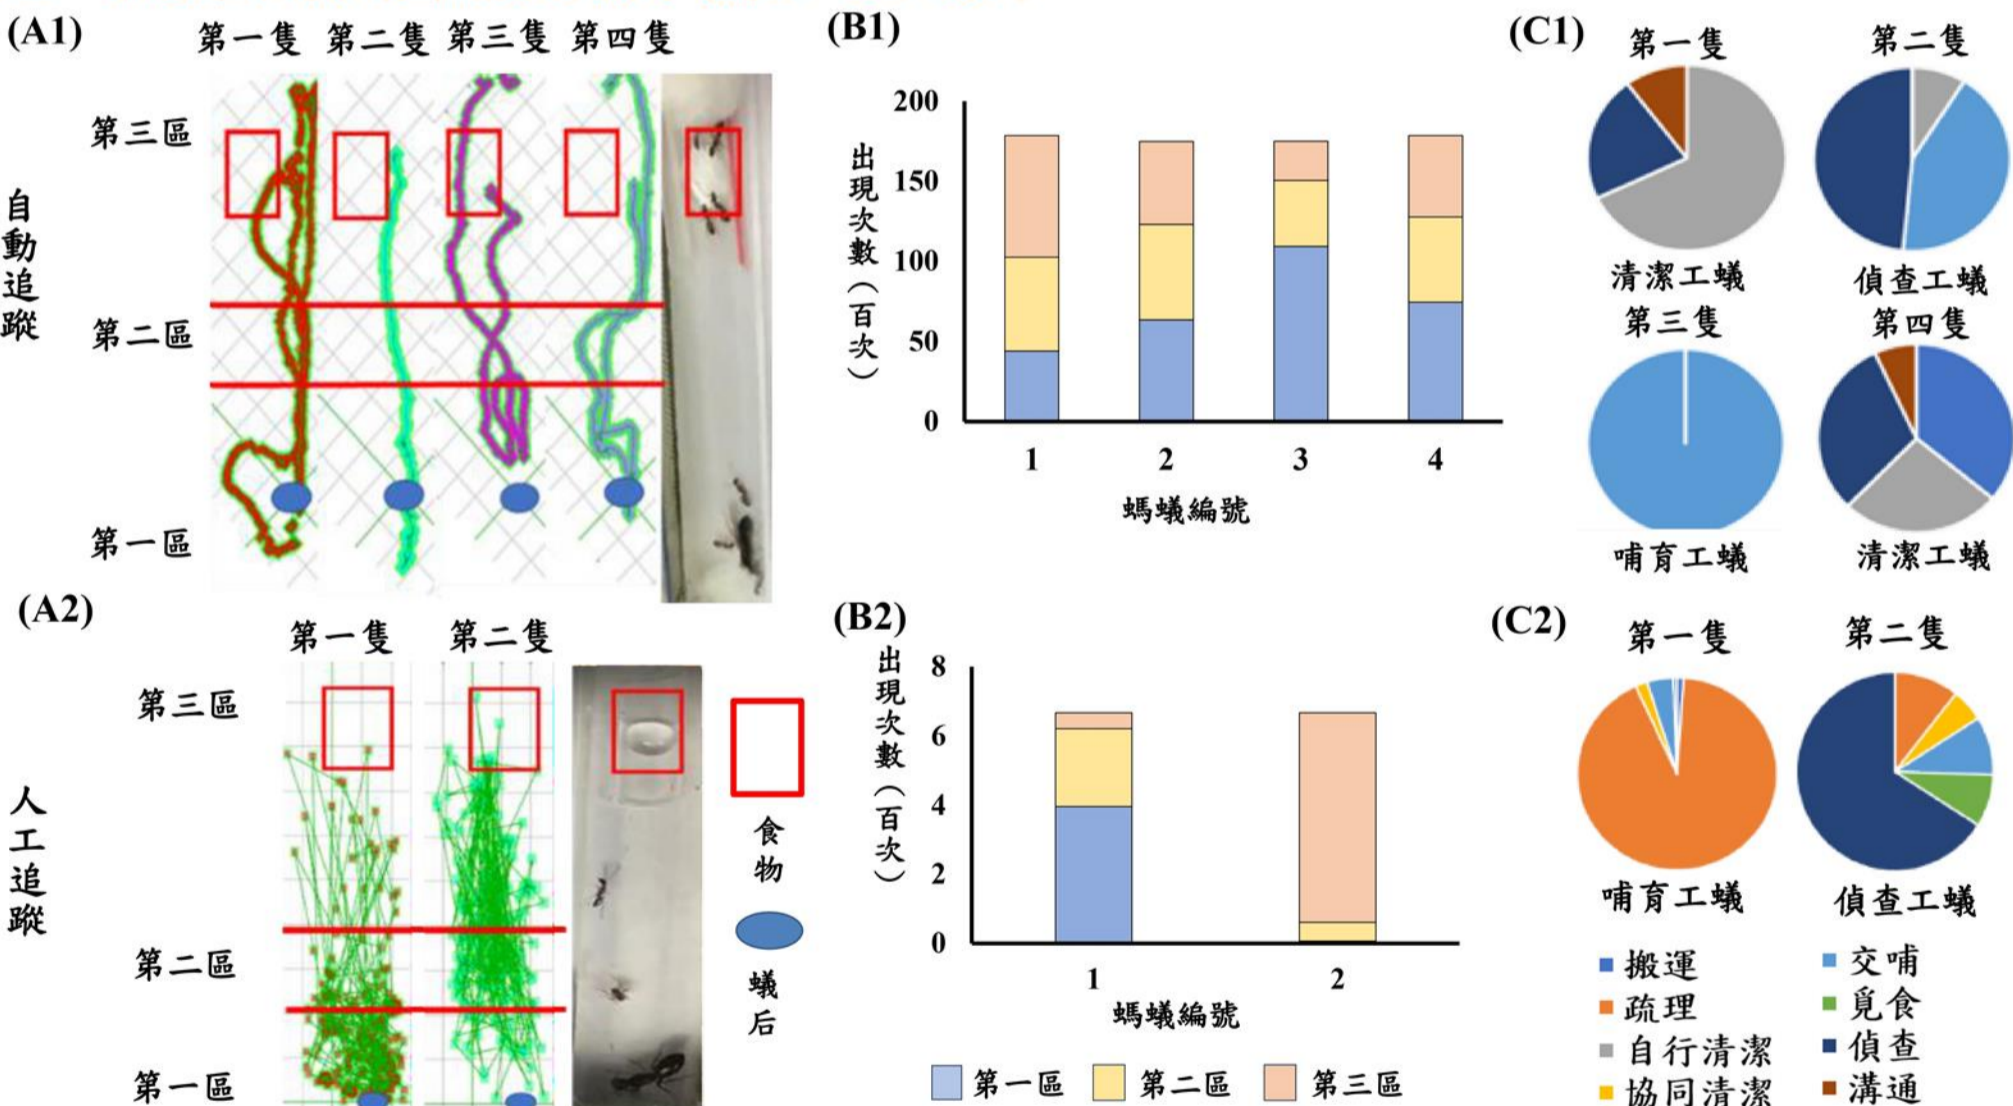 (A1)
第一隻 第二隻 第三隻 第四隻
第三區
自動追蹤
第二區
第一區
(B1)
200
150
100
50
0
出現次數（百次）
1 2 3 4
螞蟻編號
(C1)
第一隻 第二隻
清潔工蟻 偵查工蟻
第三隻 第四隻
哺育工蟻 清潔工蟻
(A2)
第一隻 第二隻
第三區
人工追蹤
第二區
第一區
食物
蟻后
(B2)
8
6
4
2
0
出現次數（百次）
1 2
螞蟻編號
第一區 第二區 第三區
(C2)
第一隻 第二隻
哺育工蟻 偵查工蟻
搬運 交哺
疏理 覓食
自行清潔 偵查
協同清潔 溝通